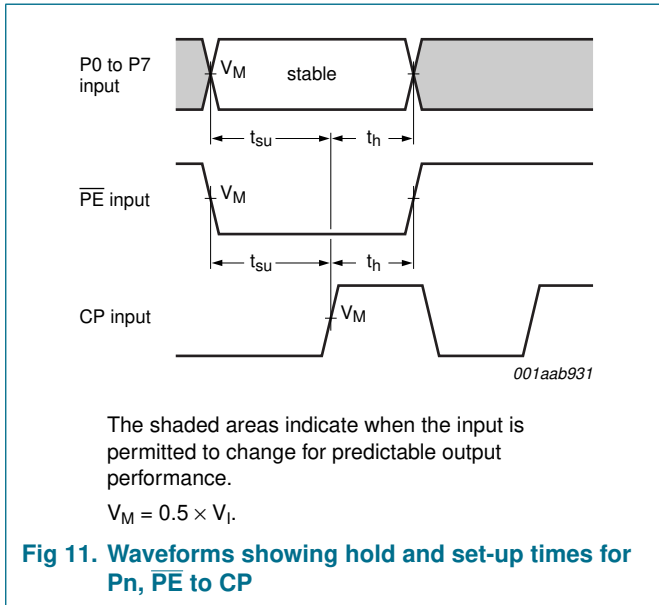 P0 to P7
input
V_M
stable
t_su
t_h
P̅E̅ input
V_M
t_su
t_h
CP input
V_M
001aab931
The shaded areas indicate when the input is
permitted to change for predictable output
performance.
V_M = 0.5 × V_I.
Fig 11. Waveforms showing hold and set-up times for
Pn, P̅E̅ to CP